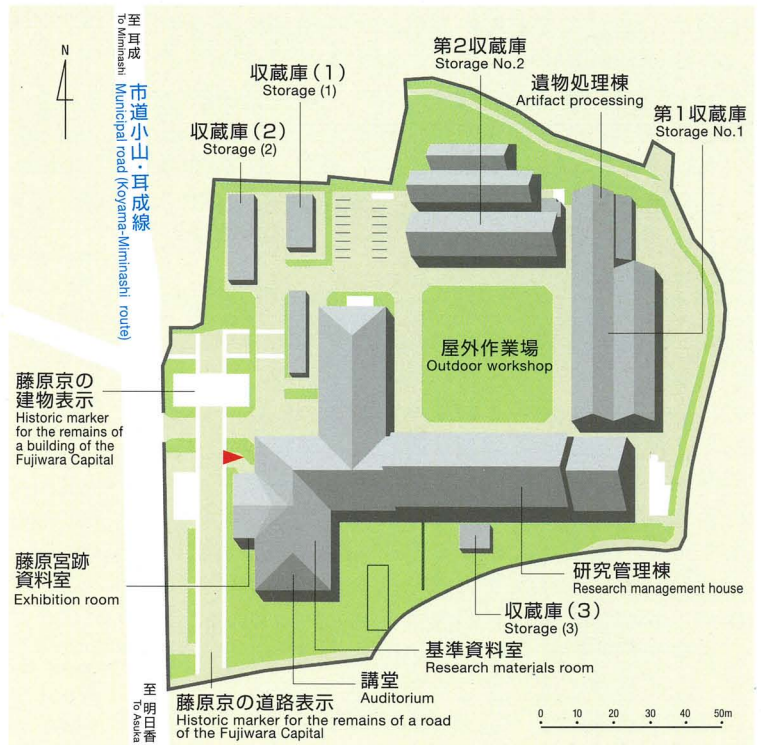 N
至 耳成
To Miminashi
市道小山・耳成線
Municipal road (Koyama-Miminashi route)
収蔵庫(1)
Storage (1)
収蔵庫(2)
Storage (2)
第2収蔵庫
Storage No.2
遺物処理棟
Artifact processing
第1収蔵庫
Storage No.1
屋外作業場
Outdoor workshop
藤原京の
建物表示
Historic marker
for the remains of
a building of the
Fujiwara Capital
藤原宮跡
資料室
Exhibition room
研究管理棟
Research management house
収蔵庫(3)
Storage (3)
基準資料室
Research materials room
講堂
Auditorium
藤原京の道路表示
Historic marker for the remains of a road
of the Fujiwara Capital
至 明日香
To Asuka
0 10 20 30 40 50m